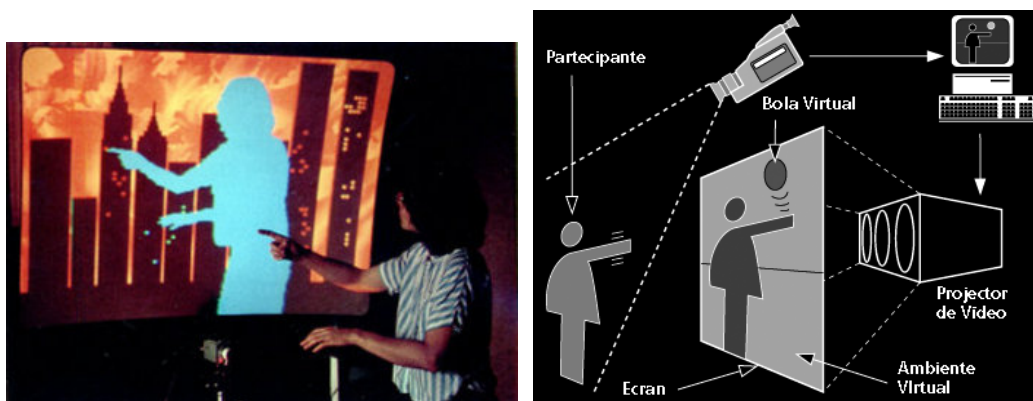 Partecipante
Bola Virtual
Projector
de Vídeo
Ambiente
VIrtual
Ecran